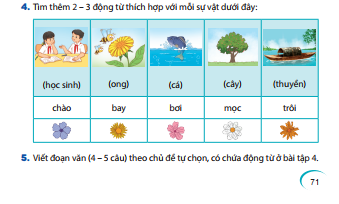 4. Tìm thêm 2 – 3 động từ thích hợp với mỗi sự vật dưới đây:
(học sinh) (ong) (cá) (cây) (thuyền)
chào bay bơi mọc trôi
5. Viết đoạn văn (4 – 5 câu) theo chủ đề tự chọn, có chứa động từ ở bài tập 4.
71